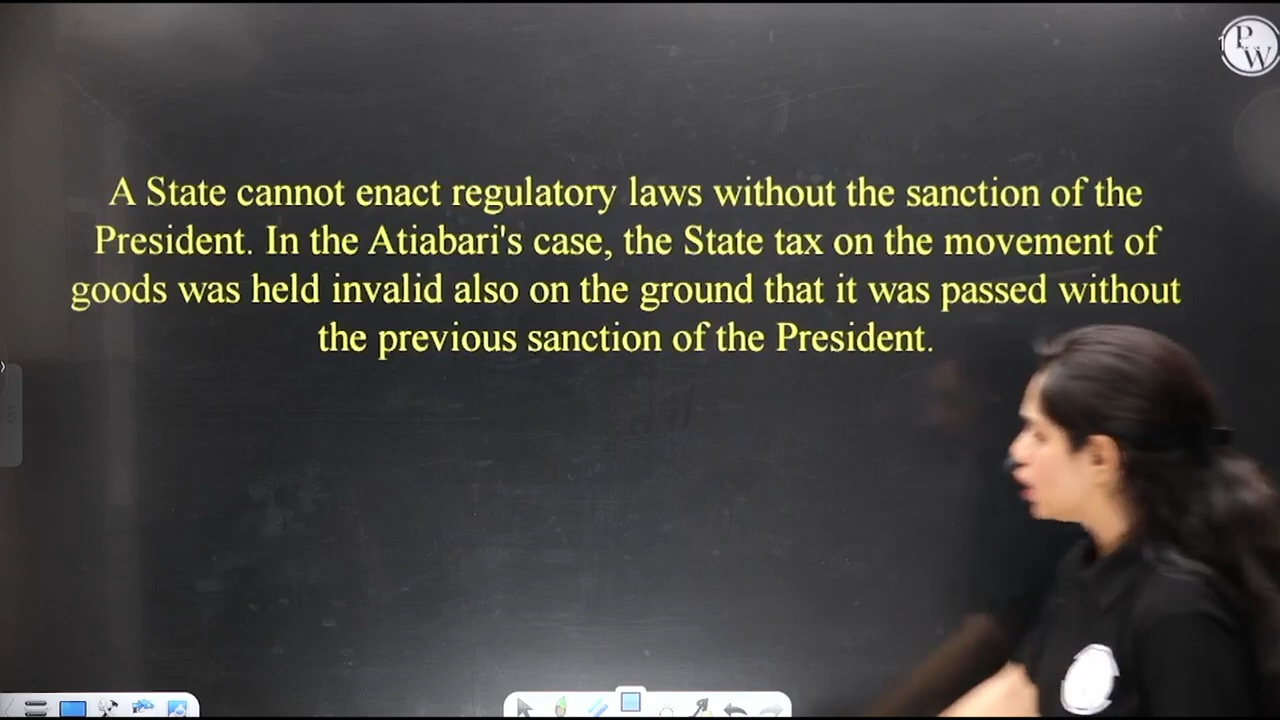 PW
A State cannot enact regulatory laws without the sanction of the
President. In the Atiabari's case, the State tax on the movement of
goods was held invalid also on the ground that it was passed without
the previous sanction of the President.